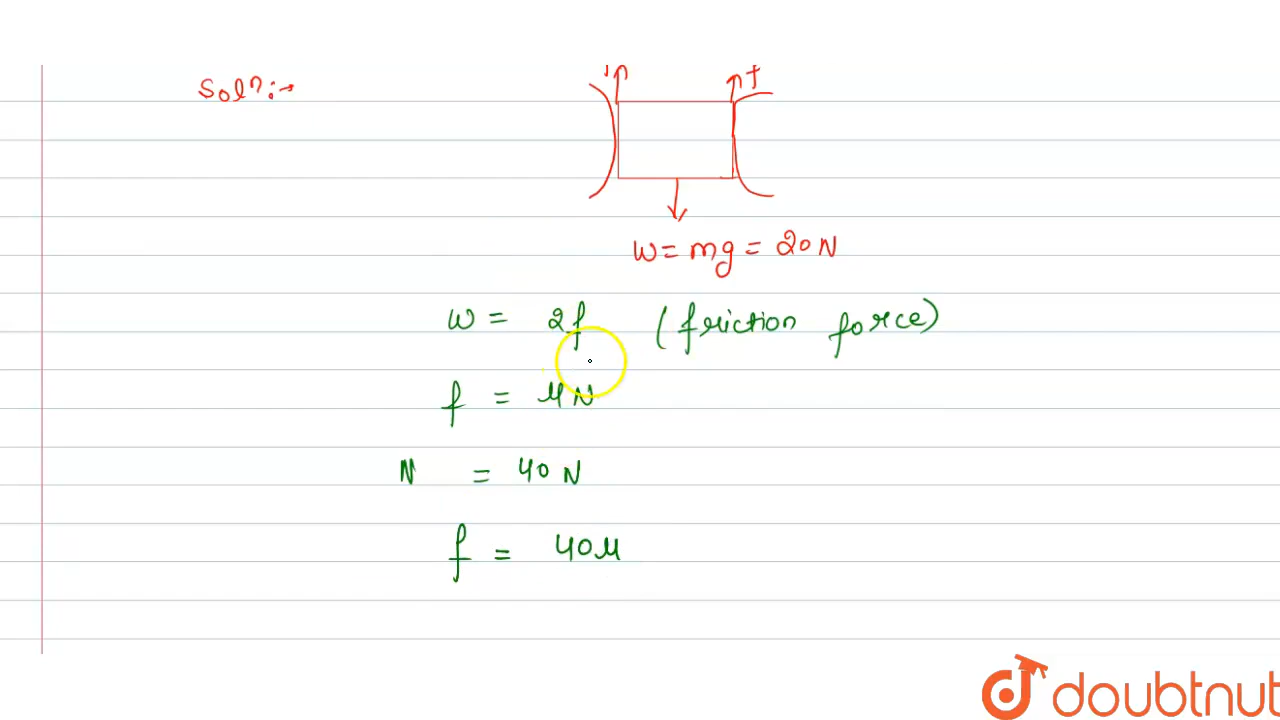 Soln:→
f
W = mg = 20 N
W = 2f (friction force)
f = μN
N = 40 N
f = 40μ
doubtnut